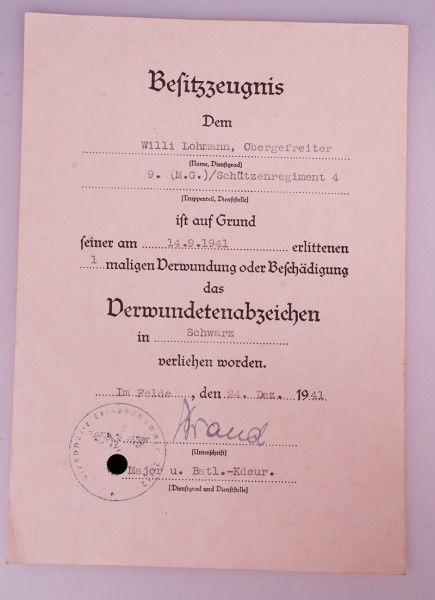 Besitzzeugnis
Dem
Willi Lohmann, Obergefreiter
(Name, Dienstgrad)
9. (M.G.)/Schützenregiment 4
(Truppenteil, Dienststelle)
ist auf Grund
seiner am 14.9.1941 erlittenen
1 maligen Verwundung oder Beschädigung
das
Verwundetenabzeichen
in Schwarz
verliehen worden.
Im Felde, den 24. Dez. 1941
(Unterschrift)
Major u. Batl.-Kdeur.
(Dienstgrad und Dienststelle)